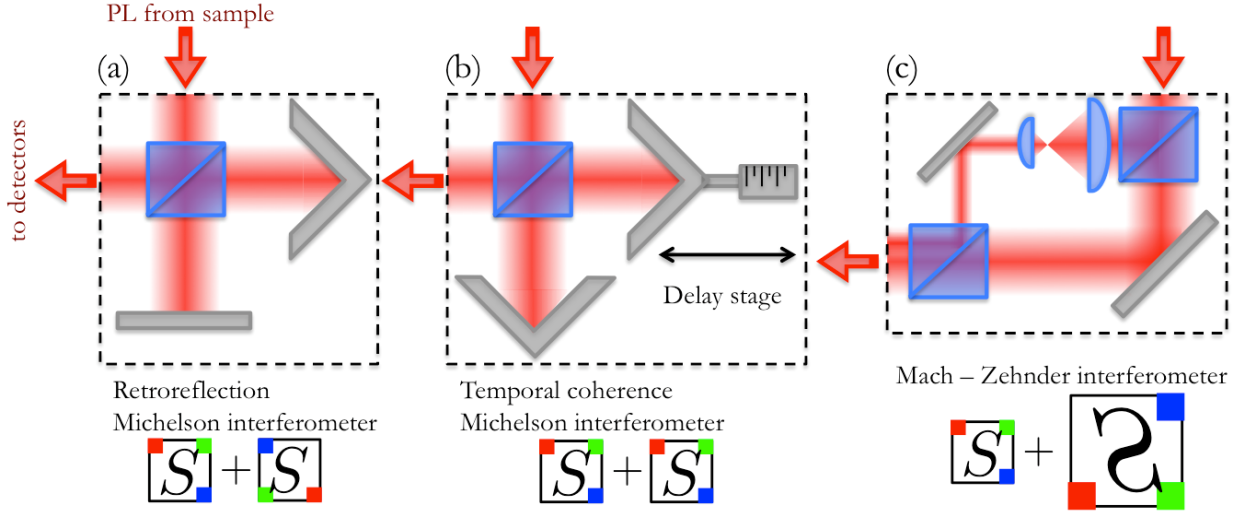 PL from sample
(a)
(b)
(c)
to detectors
Delay stage
Retroreflection
Michelson interferometer
Temporal coherence
Michelson interferometer
Mach – Zehnder interferometer
S + S
S + S
S + S